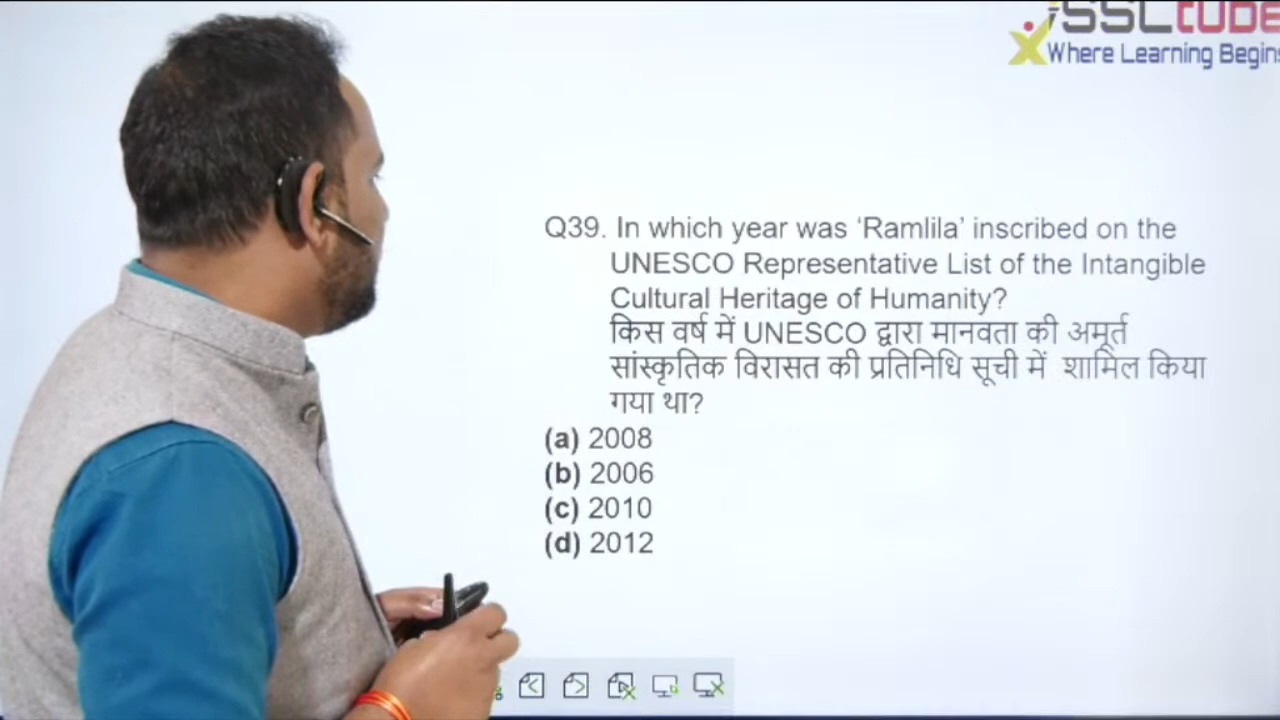 SSLtube
Where Learning Begins
Q39. In which year was ‘Ramlila’ inscribed on the
UNESCO Representative List of the Intangible
Cultural Heritage of Humanity?
किस वर्ष में UNESCO द्वारा मानवता की अमूर्त
सांस्कृतिक विरासत की प्रतिनिधि सूची में शामिल किया
गया था?
(a) 2008
(b) 2006
(c) 2010
(d) 2012